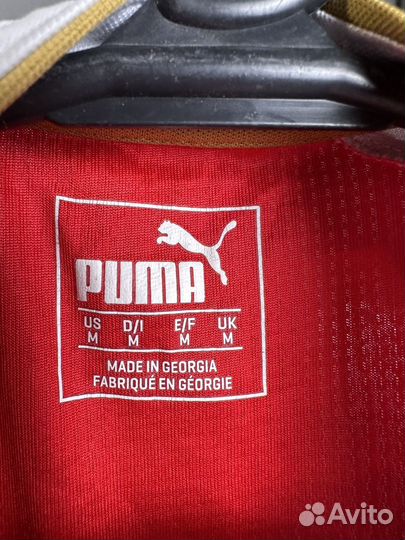 PUMA
US D/I E/F UK
M M M M
MADE IN GEORGIA
FABRIQUÉ EN GÉORGIE
Avito